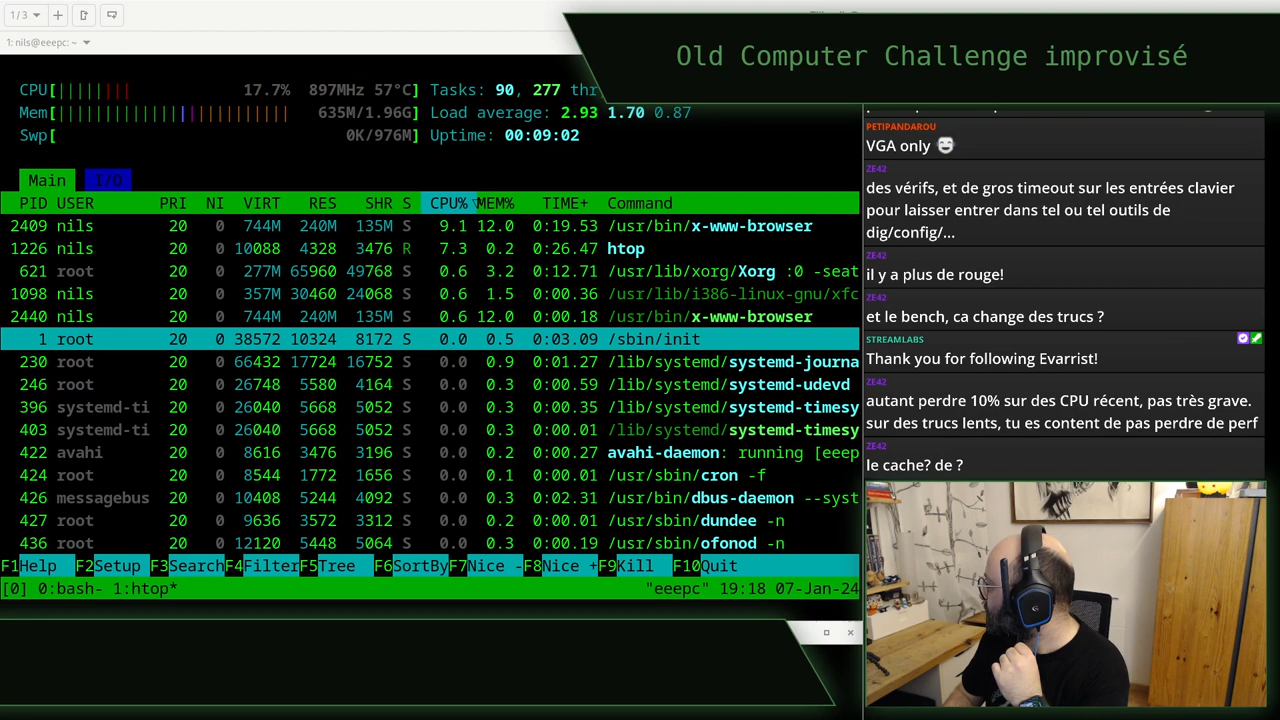 1/3
1: nils@eeepc: ~
Old Computer Challenge improvisé
CPU[|||||||| 17.7% 897MHz 57°C] Tasks: 90, 277 thr
Mem[||||||||||||||||||||||||| 635M/1.96G] Load average: 2.93 1.70 0.87
Swp[ 0K/976M] Uptime: 00:09:02
Main I/O
PID USER PRI NI VIRT RES SHR S CPU%▽MEM% TIME+ Command
2409 nils 20 0 744M 240M 135M S 9.1 12.0 0:19.53 /usr/bin/x-www-browser
1226 nils 20 0 10088 4328 3476 R 7.3 0.2 0:26.47 htop
621 root 20 0 277M 65960 49768 S 0.6 3.2 0:12.71 /usr/lib/xorg/Xorg :0 -seat
1098 nils 20 0 357M 30460 24068 S 0.6 1.5 0:00.36 /usr/lib/i386-linux-gnu/xfc
2440 nils 20 0 744M 240M 135M S 0.6 12.0 0:00.18 /usr/bin/x-www-browser
1 root 20 0 38572 10324 8172 S 0.0 0.5 0:03.09 /sbin/init
230 root 20 0 66432 17724 16752 S 0.0 0.9 0:01.27 /lib/systemd/systemd-journa
246 root 20 0 26748 5580 4164 S 0.0 0.3 0:00.59 /lib/systemd/systemd-udevd
396 systemd-ti 20 0 26040 5668 5052 S 0.0 0.3 0:00.35 /lib/systemd/systemd-timesy
403 systemd-ti 20 0 26040 5668 5052 S 0.0 0.3 0:00.01 /lib/systemd/systemd-timesy
422 avahi 20 0 8616 3476 3196 S 0.0 0.2 0:00.27 avahi-daemon: running [eeep
424 root 20 0 8544 1772 1656 S 0.0 0.1 0:00.01 /usr/sbin/cron -f
426 messagebus 20 0 10408 5244 4092 S 0.0 0.3 0:02.31 /usr/bin/dbus-daemon --syst
427 root 20 0 9636 3572 3312 S 0.0 0.2 0:00.01 /usr/sbin/dundee -n
436 root 20 0 12120 5448 5064 S 0.0 0.3 0:00.19 /usr/sbin/ofonod -n
F1Help F2Setup F3SearchF4FilterF5Tree F6SortByF7Nice -F8Nice +F9Kill F10Quit
[0] 0:bash- 1:htop* "eeepc" 19:18 07-Jan-24
PETIPANDAROU
VGA only
ZE42
des vérifs, et de gros timeout sur les entrées clavier
pour laisser entrer dans tel ou tel outils de
dig/config/...
ZE42
il y a plus de rouge!
ZE42
et le bench, ca change des trucs ?
STREAMLABS
Thank you for following Evarrist!
ZE42
autant perdre 10% sur des CPU récent, pas très grave.
sur des trucs lents, tu es content de pas perdre de perf
ZE42
le cache? de ?